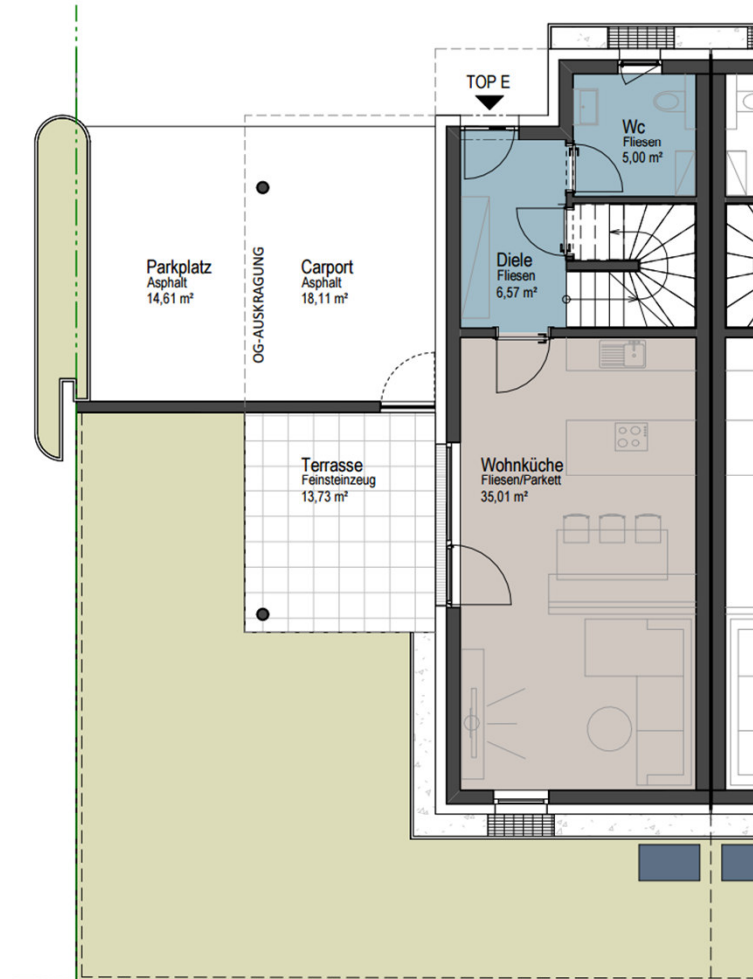 TOP E
Wc
Fliesen
5,00 m²
Diele
Fliesen
6,57 m²
Parkplatz
Asphalt
14,61 m²
OG-AUSKRAGUNG
Carport
Asphalt
18,11 m²
Terrasse
Feinsteinzeug
13,73 m²
Wohnküche
Fliesen/Parkett
35,01 m²